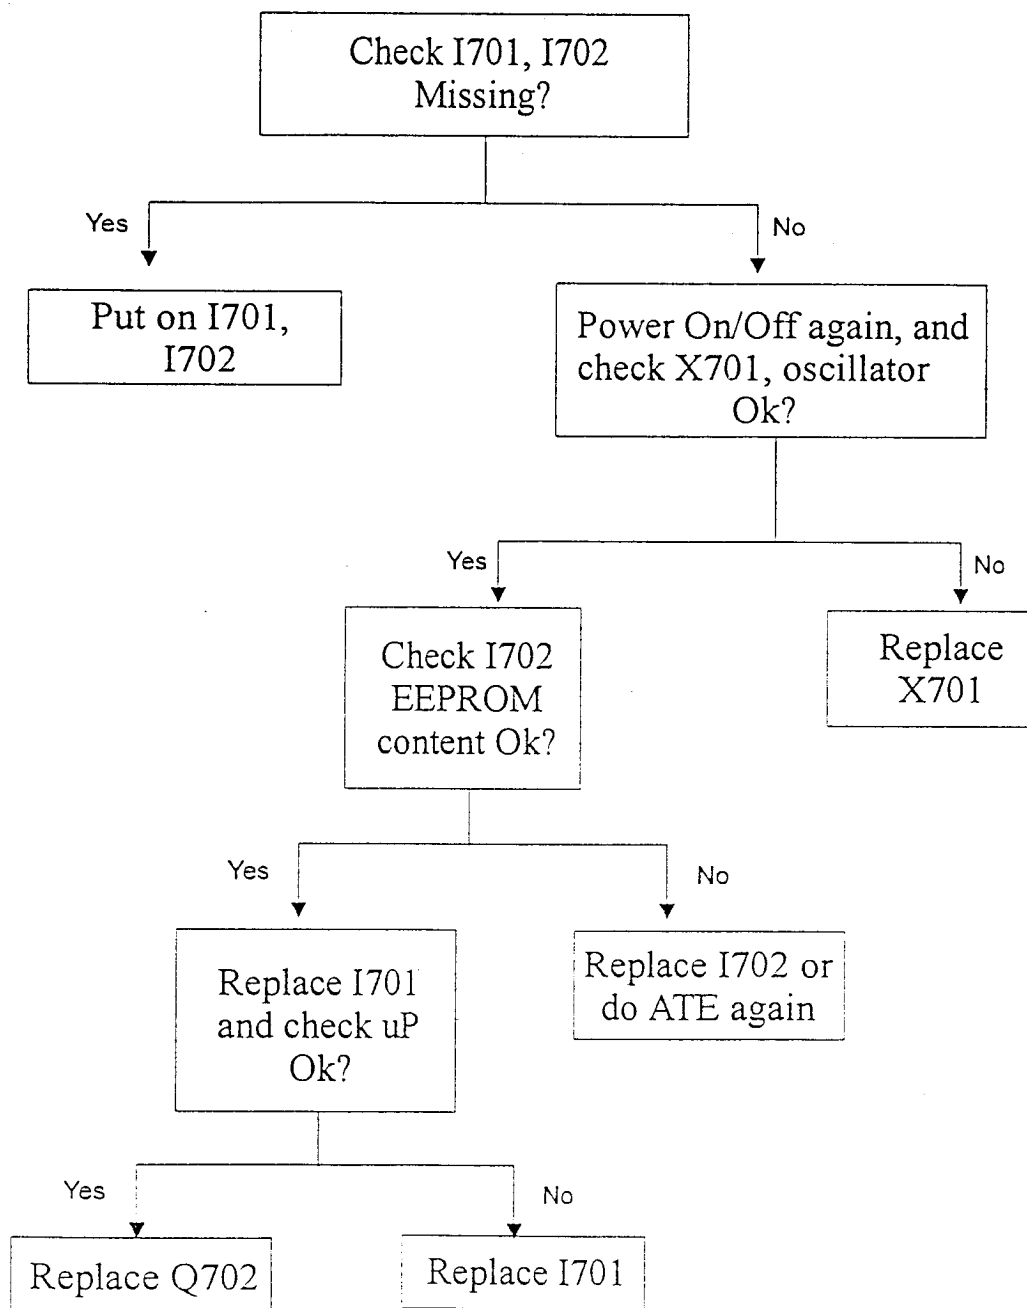 Check I701, I702
Missing?
Yes
No
Put on I701,
I702
Power On/Off again, and
check X701, oscillator
Ok?
Yes
No
Check I702
EEPROM
content Ok?
Replace
X701
Yes
No
Replace I701
and check uP
Ok?
Replace I702 or
do ATE again
Yes
No
Replace Q702
Replace I701